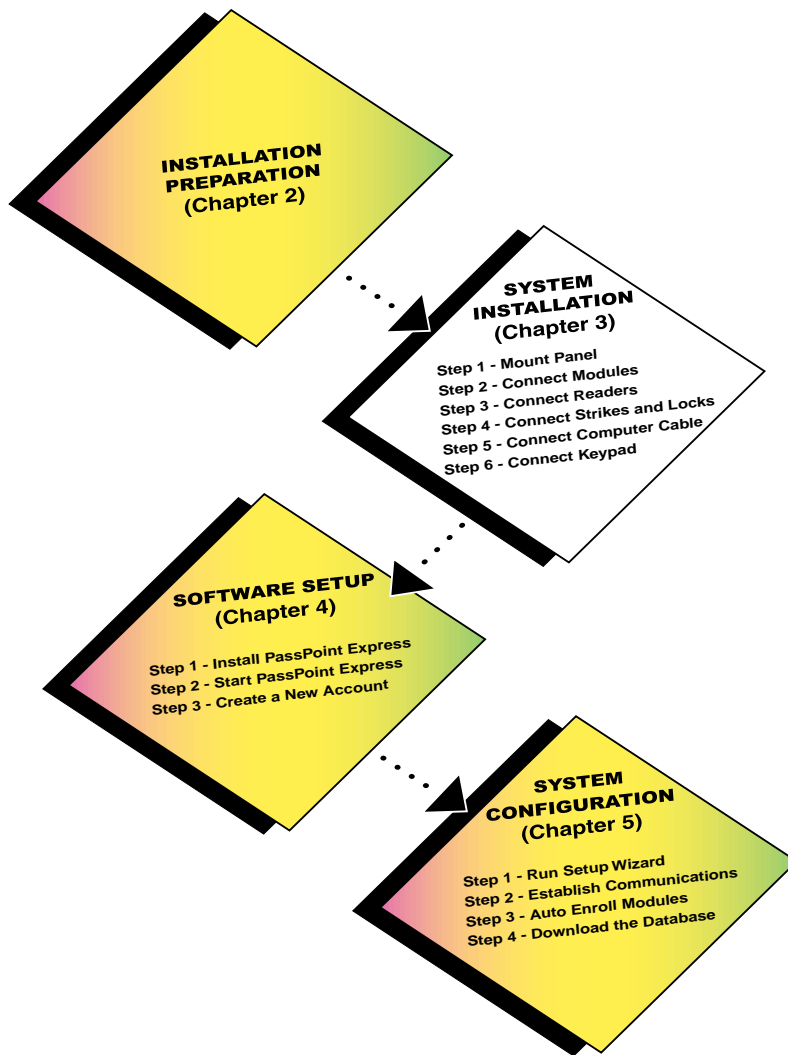 INSTALLATION
PREPARATION
(Chapter 2)
SYSTEM
INSTALLATION
(Chapter 3)
Step 1 - Mount Panel
Step 2 - Connect Modules
Step 3 - Connect Readers
Step 4 - Connect Strikes and Locks
Step 5 - Connect Computer Cable
Step 6 - Connect Keypad
SOFTWARE SETUP
(Chapter 4)
Step 1 - Install PassPoint Express
Step 2 - Start PassPoint Express
Step 3 - Create a New Account
SYSTEM
CONFIGURATION
(Chapter 5)
Step 1 - Run Setup Wizard
Step 2 - Establish Communications
Step 3 - Auto Enroll Modules
Step 4 - Download the Database